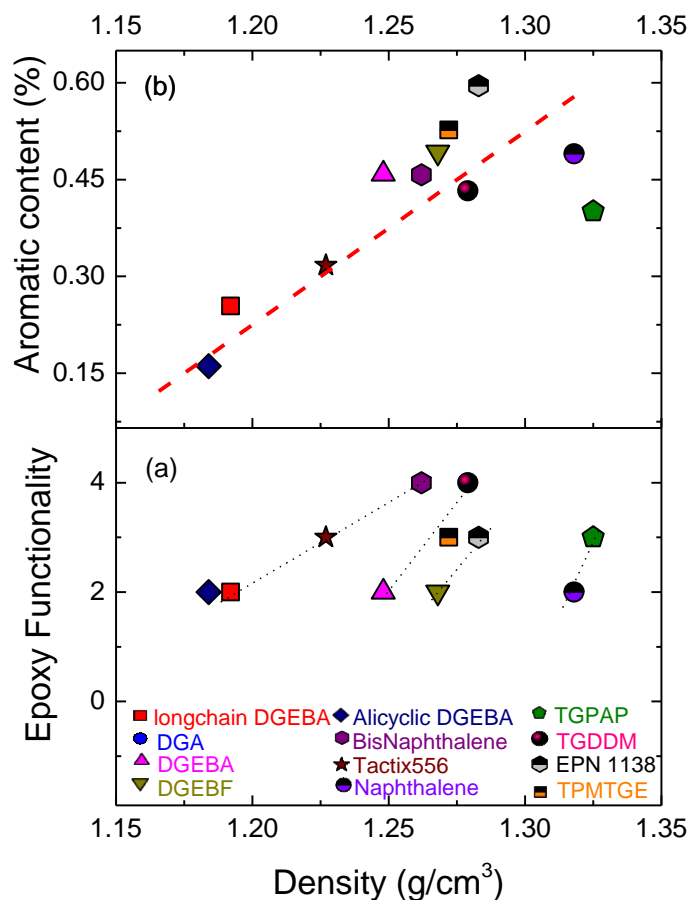 1.15 1.20 1.25 1.30 1.35
(b)
Aromatic content (%)
0.60
0.45
0.30
0.15
(a)
Epoxy Functionality
4
2
0
longchain DGEBA Alicyclic DGEBA TGPAP
DGA BisNaphthalene TGDDM
DGEBA Tactix556 EPN 1138
DGEBF Naphthalene TPMTGE
1.15 1.20 1.25 1.30 1.35
Density (g/cm³)